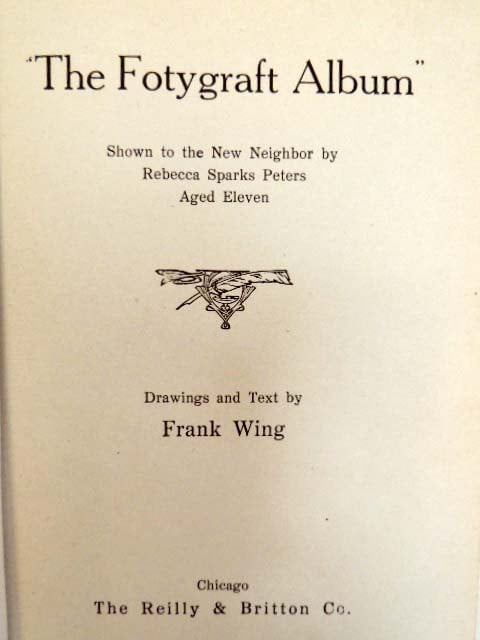 "The Fotygraft Album"
Shown to the New Neighbor by
Rebecca Sparks Peters
Aged Eleven
Drawings and Text by
Frank Wing
Chicago
The Reilly & Britton Co.